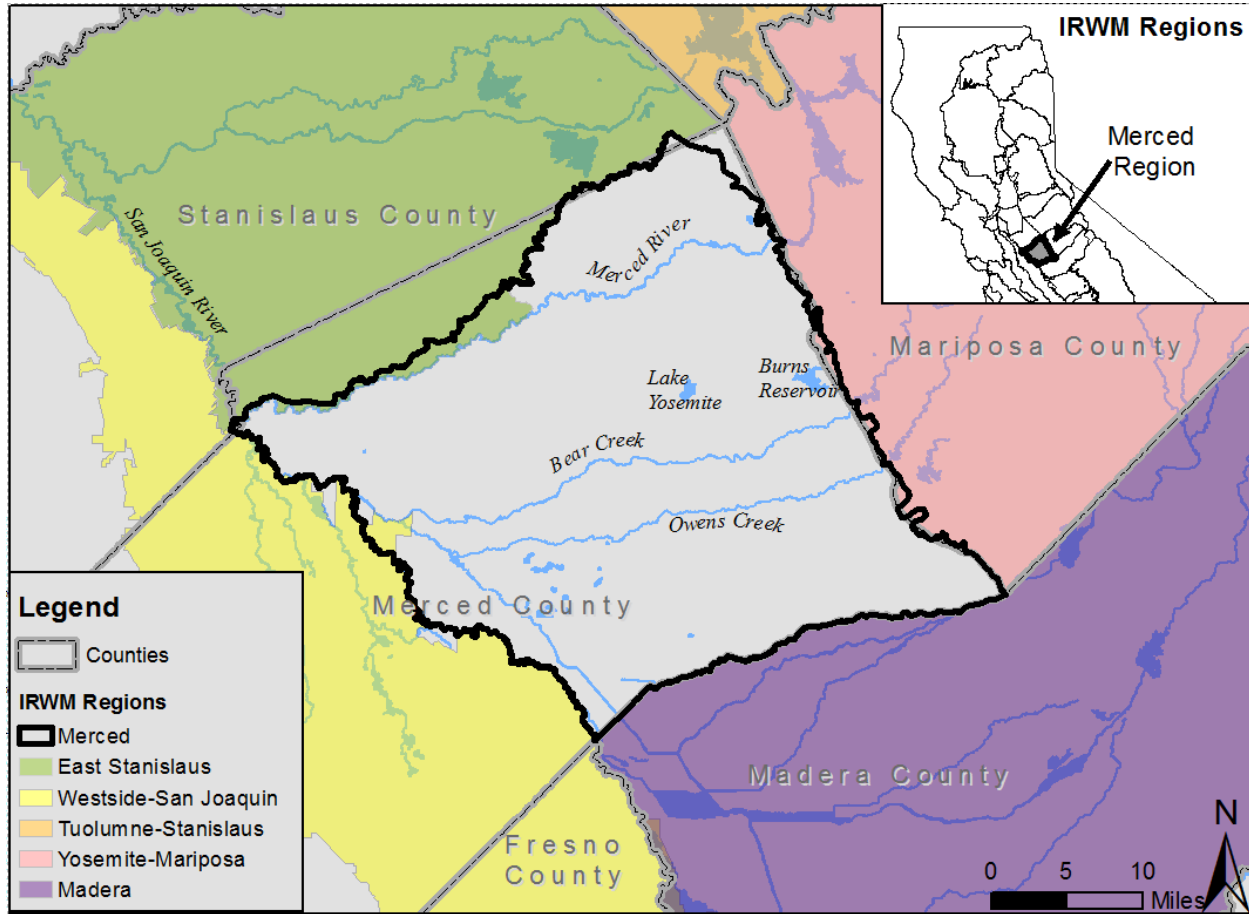 IRWM Regions
Merced
Region
Stanislaus County
San Joaquin River
Merced River
Mariposa County
Lake
Yosemite
Burns
Reservoir
Bear Creek
Owens Creek
Merced County
Madera County
Fresno
County
Legend
Counties
IRWM Regions
Merced
East Stanislaus
Westside-San Joaquin
Tuolumne-Stanislaus
Yosemite-Mariposa
Madera
N
0 5 10
Miles